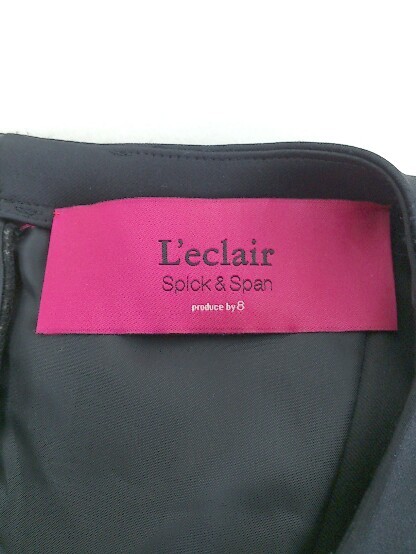 L'eclair
Spick & Span
produce by 8